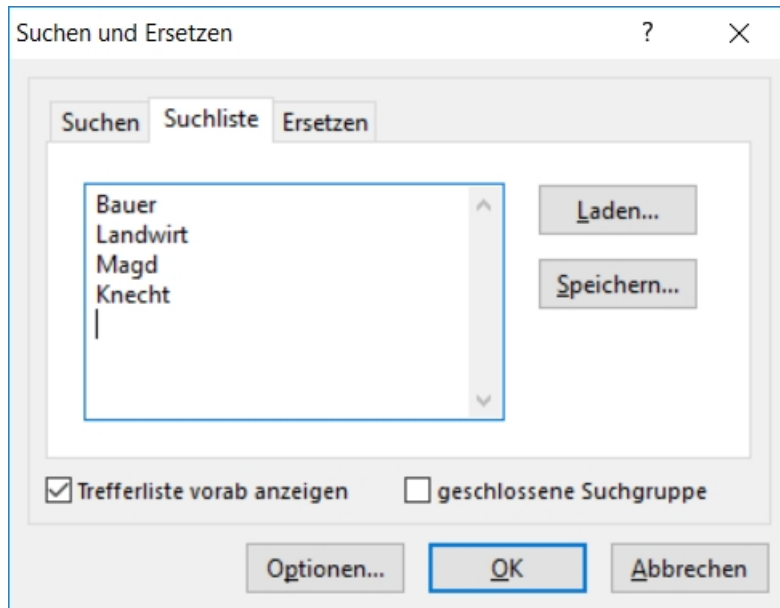 Suchen und Ersetzen ?
Suchen Suchliste Ersetzen
Bauer
Landwirt
Magd
Knecht
Laden...
Speichern...
Trefferliste vorab anzeigen geschlossene Suchgruppe
Optionen... OK Abbrechen